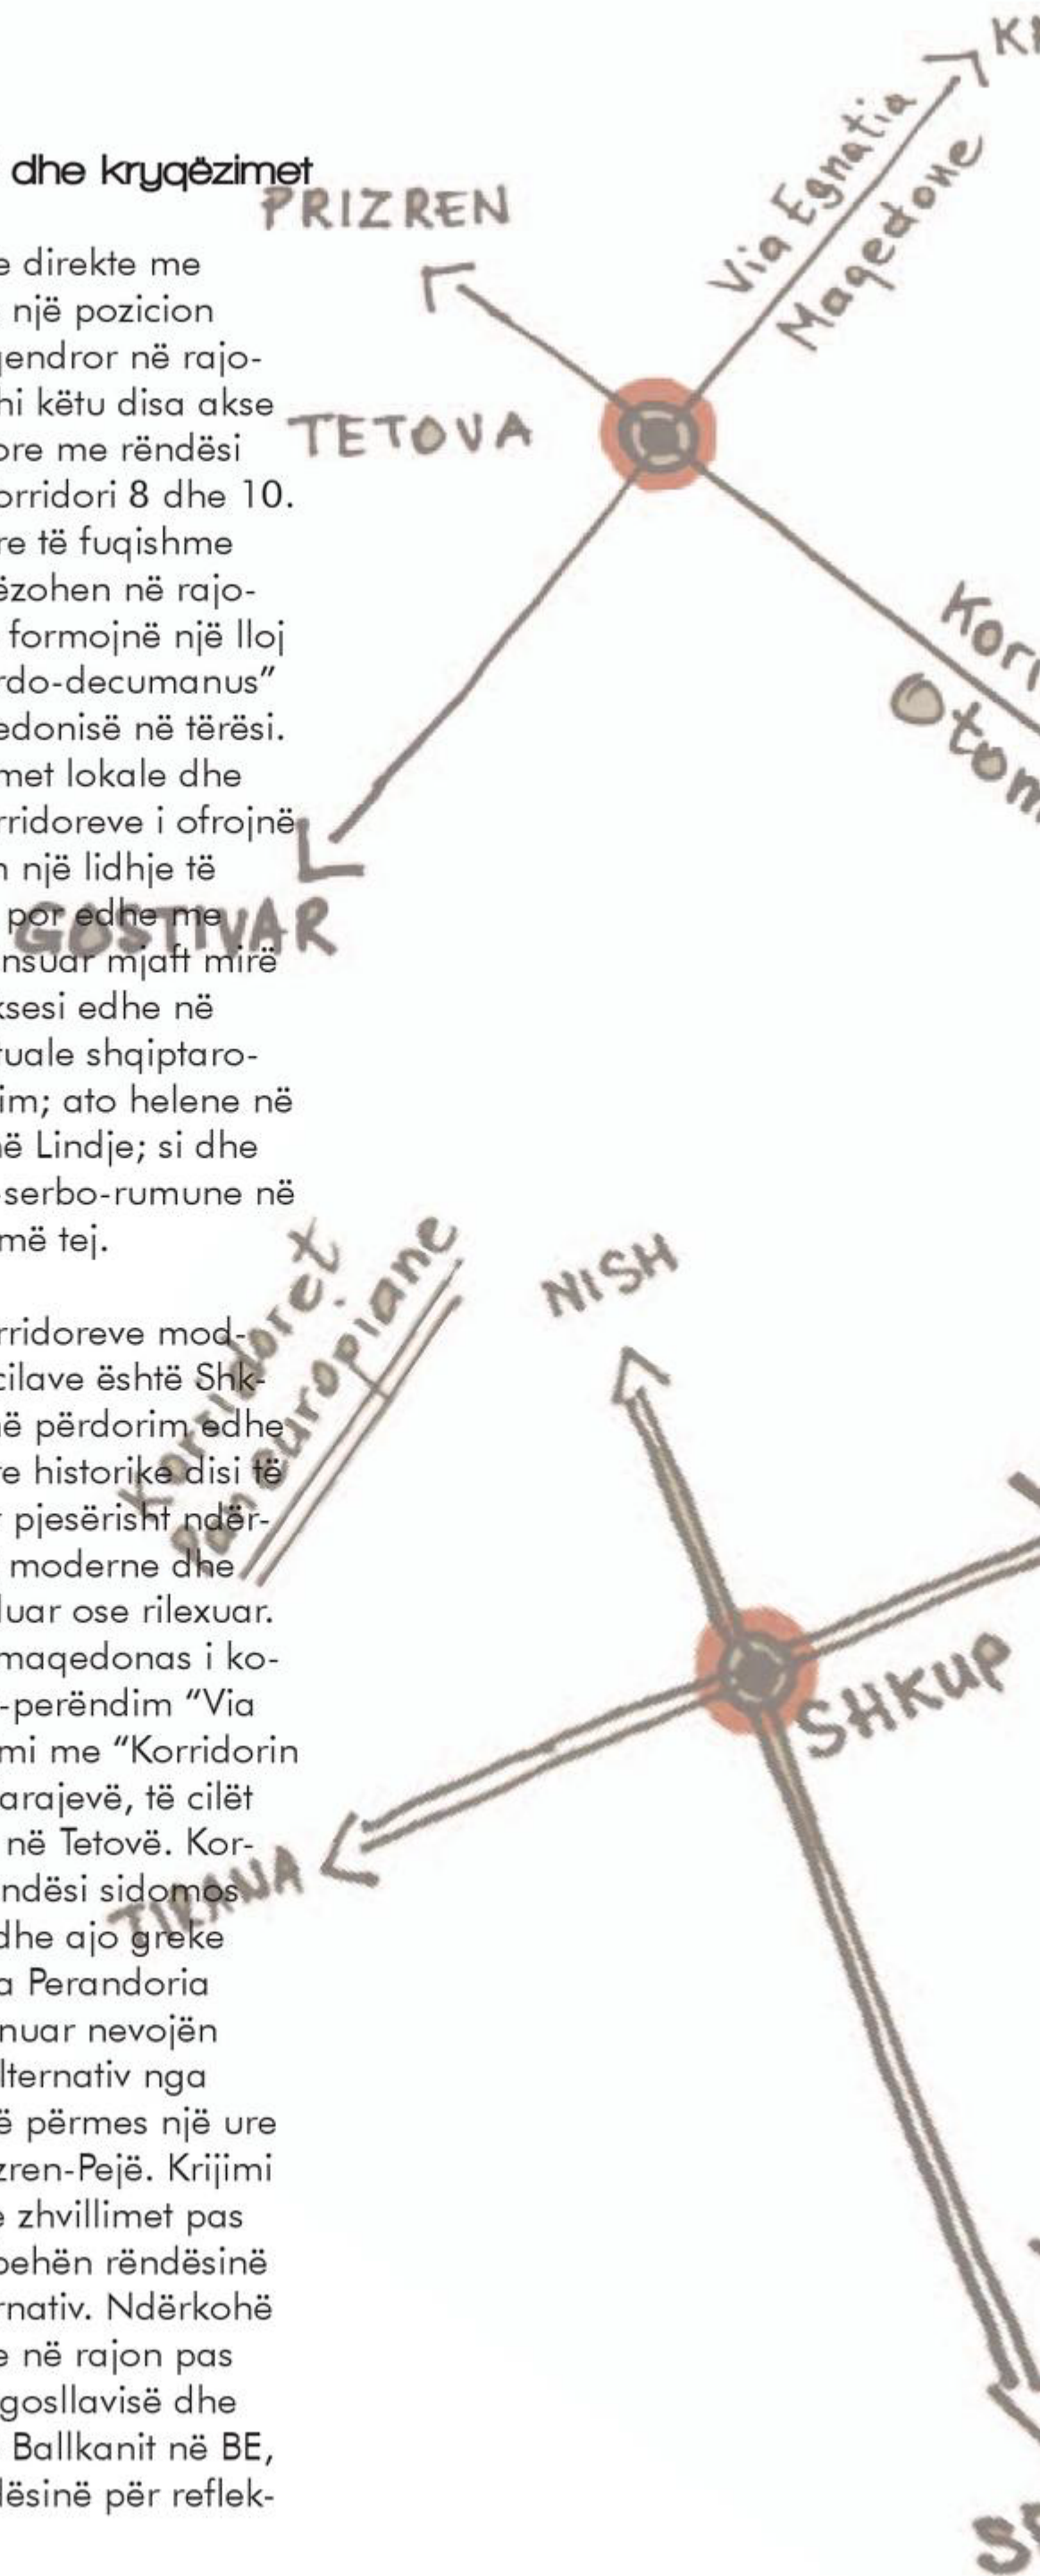 dhe kryqëzimet
e direkte me
një pozicion
qendror në rajo-
hi këtu disa akse
ore me rëndësi
orridori 8 dhe 10.
re të fuqishme
ëzohen në rajo-
formojnë një lloj
rdo-decumanus”
edonisë në tërësi.
met lokale dhe
rridoreve i ofrojnë
një lidhje të
por edhe me
nsuar mjaft mirë
ksesi edhe në
tuale shqiptaro-
im; ato helene në
në Lindje; si dhe
-serbo-rumune në
më tej.
rridoreve mod-
cilave është Shk-
në përdorim edhe
re historike disi të
pjesërisht ndër-
moderne dhe
luar ose rilexuar.
maqedonas i ko-
-perëndim “Via
mi me “Korridorin
arajevë, të cilët
në Tetovë. Kor-
ndësi sidomos
dhe ajo greke
a Perandoria
nuar nevojën
lternativ nga
ë përmes një ure
zren-Pejë. Krijimi
e zhvillimet pas
behën rëndësinë
rnativ. Ndërkohë
e në rajon pas
gosllavisë dhe
Ballkanit në BE,
lësinë për reflek-
PRIZREN
Via Egnatia
Maqedone
TETOVA
Kori
Otom
GOSTIVAR
Korridoret
Paneuropiane
NISH
SHKUP
TIRANA